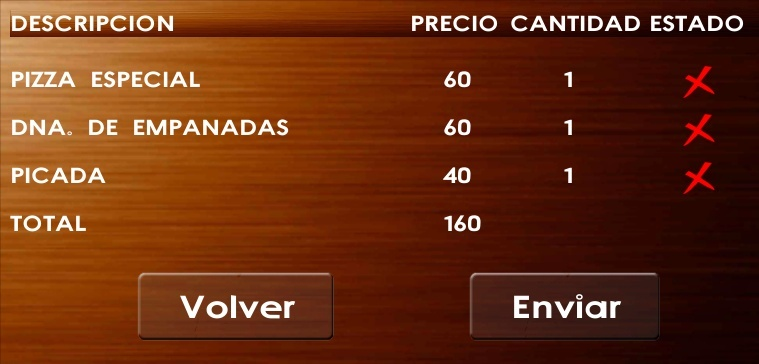 DESCRIPCION PRECIO CANTIDAD ESTADO
PIZZA ESPECIAL 60 1
DNA. DE EMPANADAS 60 1
PICADA 40 1
TOTAL 160
Volver Enviar